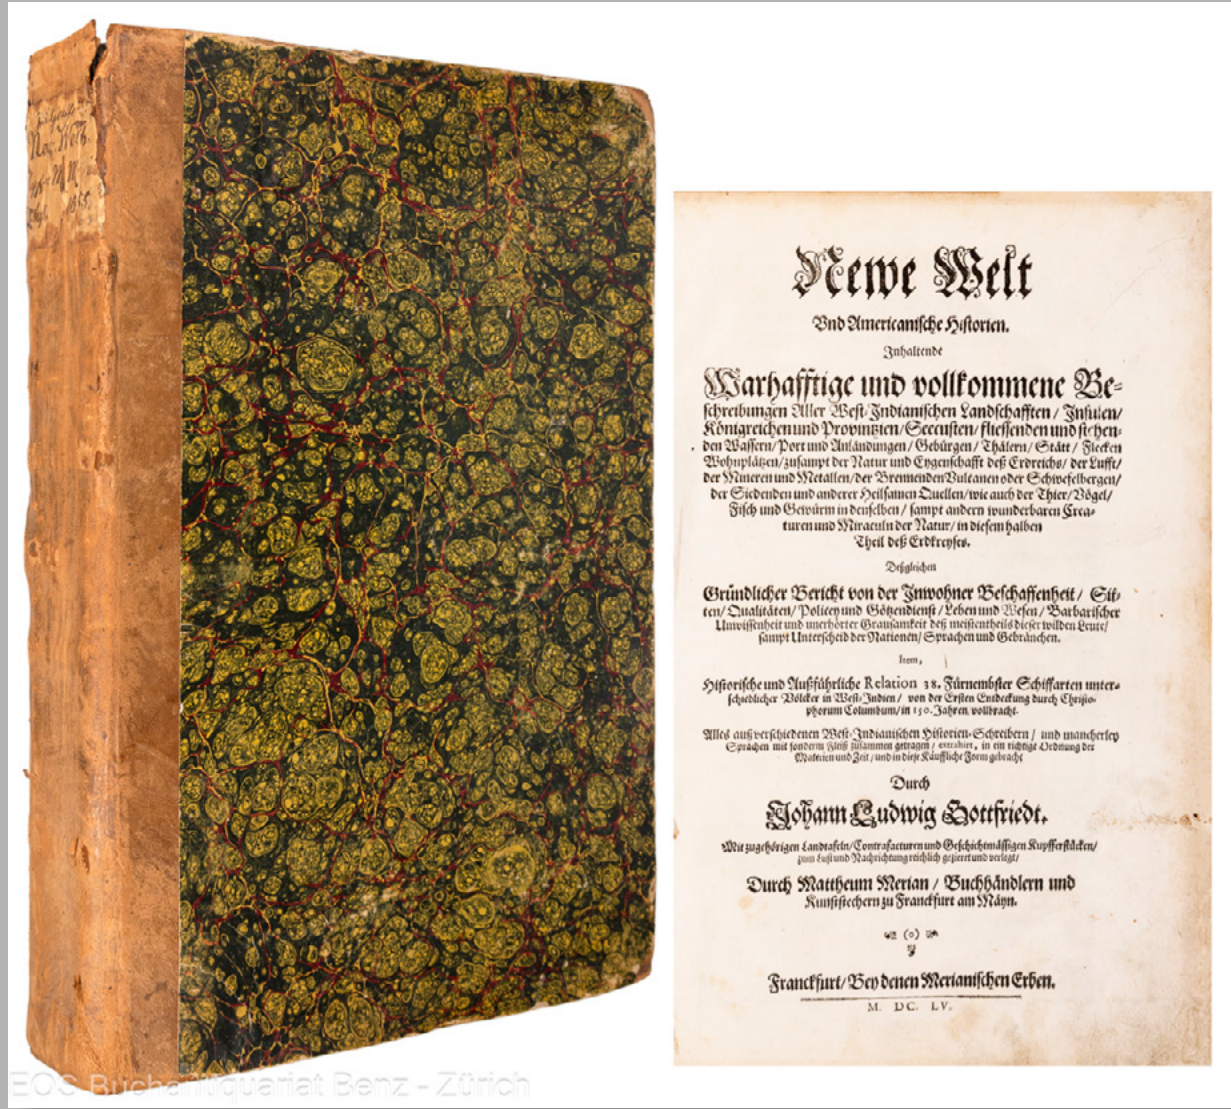 New Welt
1655
Newe Welt
Vnd Americanische Historien.
Inhaltende
Warhafftige und vollkommene Be-
schreibungen Aller West/Indianischen Landschafften / Insulen/
Königreichen und Provintzien/Seecusten/fliessenden und stehen-
den Wassern/Port und Anländungen/Gebürgen/Thälern/Stätt/Flecken
Wohnplätzen/zusampt der Natur und Eygenschafft deß Erdreichs/der Lufft/
der Mineren und Metallen/der Brennenden Vulcanen oder Schwefelbergen/
der Siedenden und anderer Heilsamen Quellen/wie auch der Thier/Vögel/
Fisch und Gewürm in denselben/sampt andern wunderbaren Crea-
turen und Miraculn der Natur/in diesem halben
Theil deß Erdkreyses.
Deßgleichen
Gründlicher Bericht von der Inwohner Beschaffenheit/ Sit-
ten/Qualitäten/Policey und Götzendienst/Leben und Wesen/Barbarischer
Unwissenheit und unerhörter Grausamkeit deß meistentheils dieser wilden Leute/
sampt Unterscheid der Nationen/Sprachen und Gebräuchen.
Item,
Historische und Außführliche Relation 38. Fürnembster Schiffarten unter-
schiedlicher Völcker in West-Indien/ von der Ersten Entdeckung durch Christo-
phorum Columbum/in 150. Jahren vollbracht.
Alles auß verschiedenen West-Indianischen Historien-Schreibern/ und mancherley
Sprachen mit sonderm Fleiß zusammen getragen/ extrahirt, in ein richtige Ordnung der
Materien und Zeit/und in diese Käuffliche Form gebracht
Durch
Johann Ludwig Gottfriedt.
Mit zugehörigen Landtafeln/Contrafacturen und Geschichtmässigen Kupfferstücken/
zum Lust und Nachrichtung reichlich gezieret und verlegt/
Durch Mattheum Merian / Buchhändlern und
Kunststechern zu Franckfurt am Mäyn.
(o)
Franckfurt/Bey denen Merianischen Erben.
M. DC. LV.
EOS Buchantiquariat Benz - Zürich